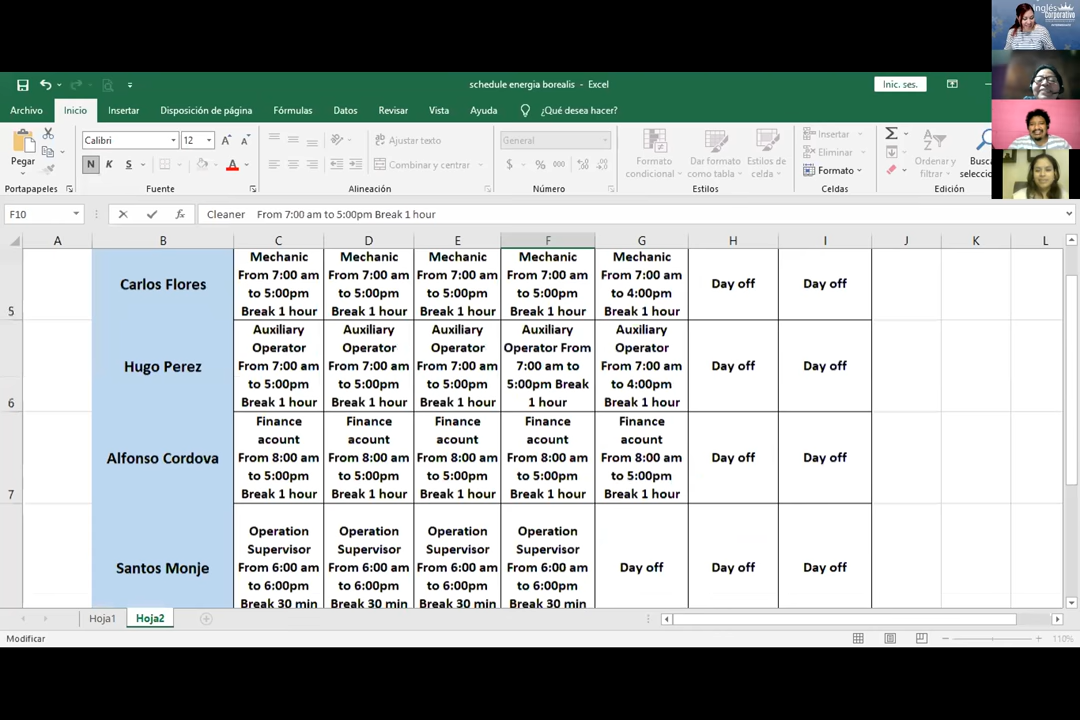 Inglés
Corporativo
schedule energia borealis - Excel
Inic. ses.
Archivo Inicio Insertar Disposición de página Fórmulas Datos Revisar Vista Ayuda ¿Qué desea hacer?
Pegar
Calibri 12
N K S
Ajustar texto
Combinar y centrar
General
$ % 000
Formato condicional
Dar formato como tabla
Estilos de celda
Insertar
Eliminar
Formato
Ordenar y filtrar
Portapapeles Fuente Alineación Número Estilos Celdas Edición
F10 fx Cleaner From 7:00 am to 5:00pm Break 1 hour
A B C D E F G H I J K L
5 Carlos Flores
Mechanic From 7:00 am to 5:00pm Break 1 hour
Mechanic From 7:00 am to 5:00pm Break 1 hour
Mechanic From 7:00 am to 5:00pm Break 1 hour
Mechanic From 7:00 am to 5:00pm Break 1 hour
Mechanic From 7:00 am to 4:00pm Break 1 hour
Day off
Day off
6 Hugo Perez
Auxiliary Operator From 7:00 am to 5:00pm Break 1 hour
Auxiliary Operator From 7:00 am to 5:00pm Break 1 hour
Auxiliary Operator From 7:00 am to 5:00pm Break 1 hour
Auxiliary Operator From 7:00 am to 5:00pm Break 1 hour
Auxiliary Operator From 7:00 am to 4:00pm Break 1 hour
Day off
Day off
7 Alfonso Cordova
Finance acount From 8:00 am to 5:00pm Break 1 hour
Finance acount From 8:00 am to 5:00pm Break 1 hour
Finance acount From 8:00 am to 5:00pm Break 1 hour
Finance acount From 8:00 am to 5:00pm Break 1 hour
Finance acount From 8:00 am to 5:00pm Break 1 hour
Day off
Day off
Santos Monje
Operation Supervisor From 6:00 am to 6:00pm Break 30 min
Operation Supervisor From 6:00 am to 6:00pm Break 30 min
Operation Supervisor From 6:00 am to 6:00pm Break 30 min
Operation Supervisor From 6:00 am to 6:00pm Break 30 min
Day off
Day off
Day off
Hoja1 Hoja2
Modificar 110%